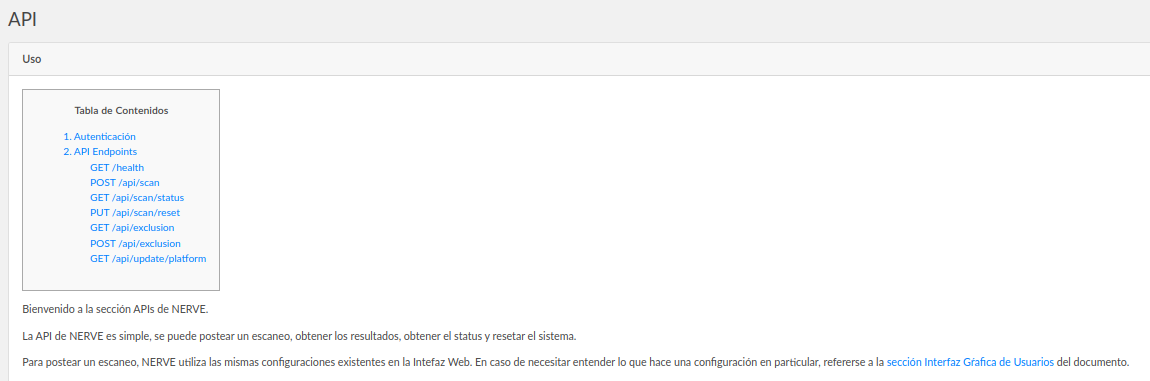 API
Uso
Tabla de Contenidos
1. Autenticación
2. API Endpoints
GET /health
POST /api/scan
GET /api/scan/status
PUT /api/scan/reset
GET /api/exclusion
POST /api/exclusion
GET /api/update/platform
Bienvenido a la sección APIs de NERVE.
La API de NERVE es simple, se puede postear un escaneo, obtener los resultados, obtener el status y resetar el sistema.
Para postear un escaneo, NERVE utiliza las mismas configuraciones existentes en la Intefaz Web. En caso de necesitar entender lo que hace una configuración en particular, refererse a la sección Interfaz Gŕafica de Usuarios del documento.